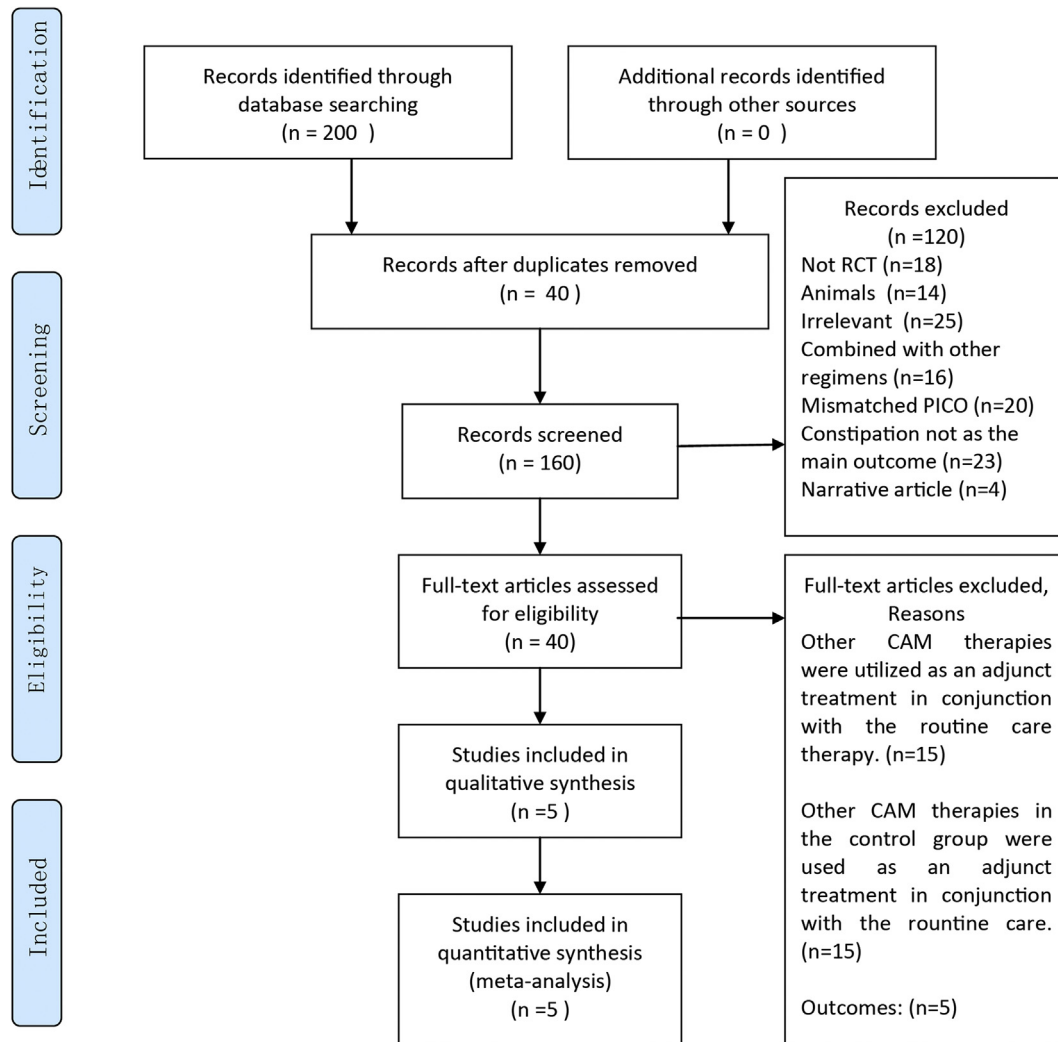 Identification
Records identified through
database searching
(n = 200 )
Additional records identified
through other sources
(n = 0 )
Records after duplicates removed
(n = 40 )
Screening
Records screened
(n = 160)
Records excluded
(n =120)
Not RCT (n=18)
Animals (n=14)
Irrelevant (n=25)
Combined with other
regimens (n=16)
Mismatched PICO (n=20)
Constipation not as the
main outcome (n=23)
Narrative article (n=4)
Eligibility
Full-text articles assessed
for eligibility
(n = 40)
Full-text articles excluded,
Reasons
Other CAM therapies
were utilized as an adjunct
treatment in conjunction
with the routine care
therapy. (n=15)
Other CAM therapies in
the control group were
used as an adjunct
treatment in conjunction
with the rountine care.
(n=15)
Outcomes: (n=5)
Studies included in
qualitative synthesis
(n =5 )
Included
Studies included in
quantitative synthesis
(meta-analysis)
(n =5 )